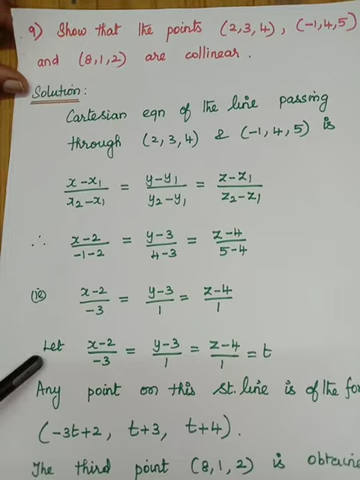 9) Show that the points (2,3,4), (-1,4,5)
and (8,1,2) are collinear.
Solution:
Cartesian eqn of the line passing
through (2,3,4) & (-1,4,5) is
x-x₁/x₂-x₁ = y-y₁/y₂-y₁ = z-z₁/z₂-z₁
∴ x-2/-1-2 = y-3/4-3 = z-4/5-4
(ie) x-2/-3 = y-3/1 = z-4/1
Let x-2/-3 = y-3/1 = z-4/1 = t
Any point on this st. line is of the for
(-3t+2, t+3, t+4).
The third point (8,1,2) is obtaine